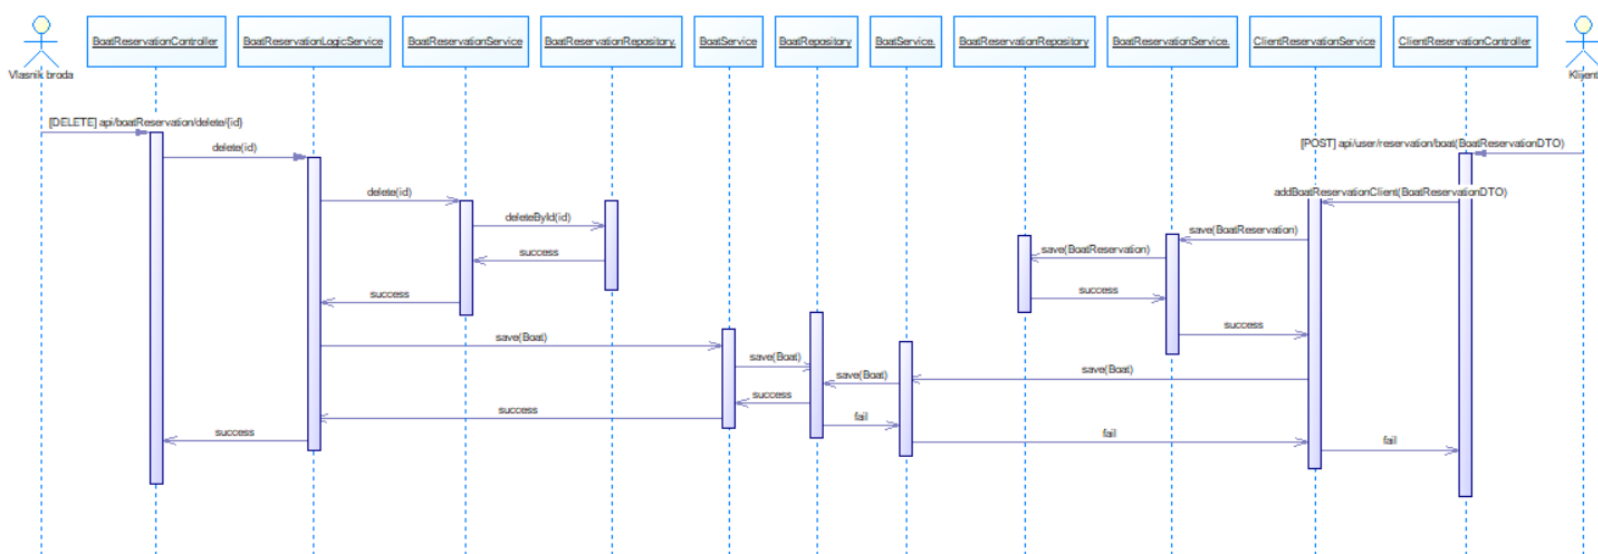 BoatReservationController
BoatReservationLogicService
BoatReservationService
BoatReservationRepository.
BoatService
BoatRepository
BoatService.
BoatReservationRepository
BoatReservationService.
ClientReservationService
ClientReservationController
Vlasnik broda
Klijent
[DELETE] api/boatReservation/delete/{id}
[POST] api/user/reservation/boat(BoatReservationDTO)
delete(id)
delete(id)
addBoatReservationClient(BoatReservationDTO)
deleteById(id)
save(BoatReservation)
save(BoatReservation)
success
success
success
success
save(Boat)
save(Boat)
save(Boat)
save(Boat)
success
success
fail
success
fail
fail